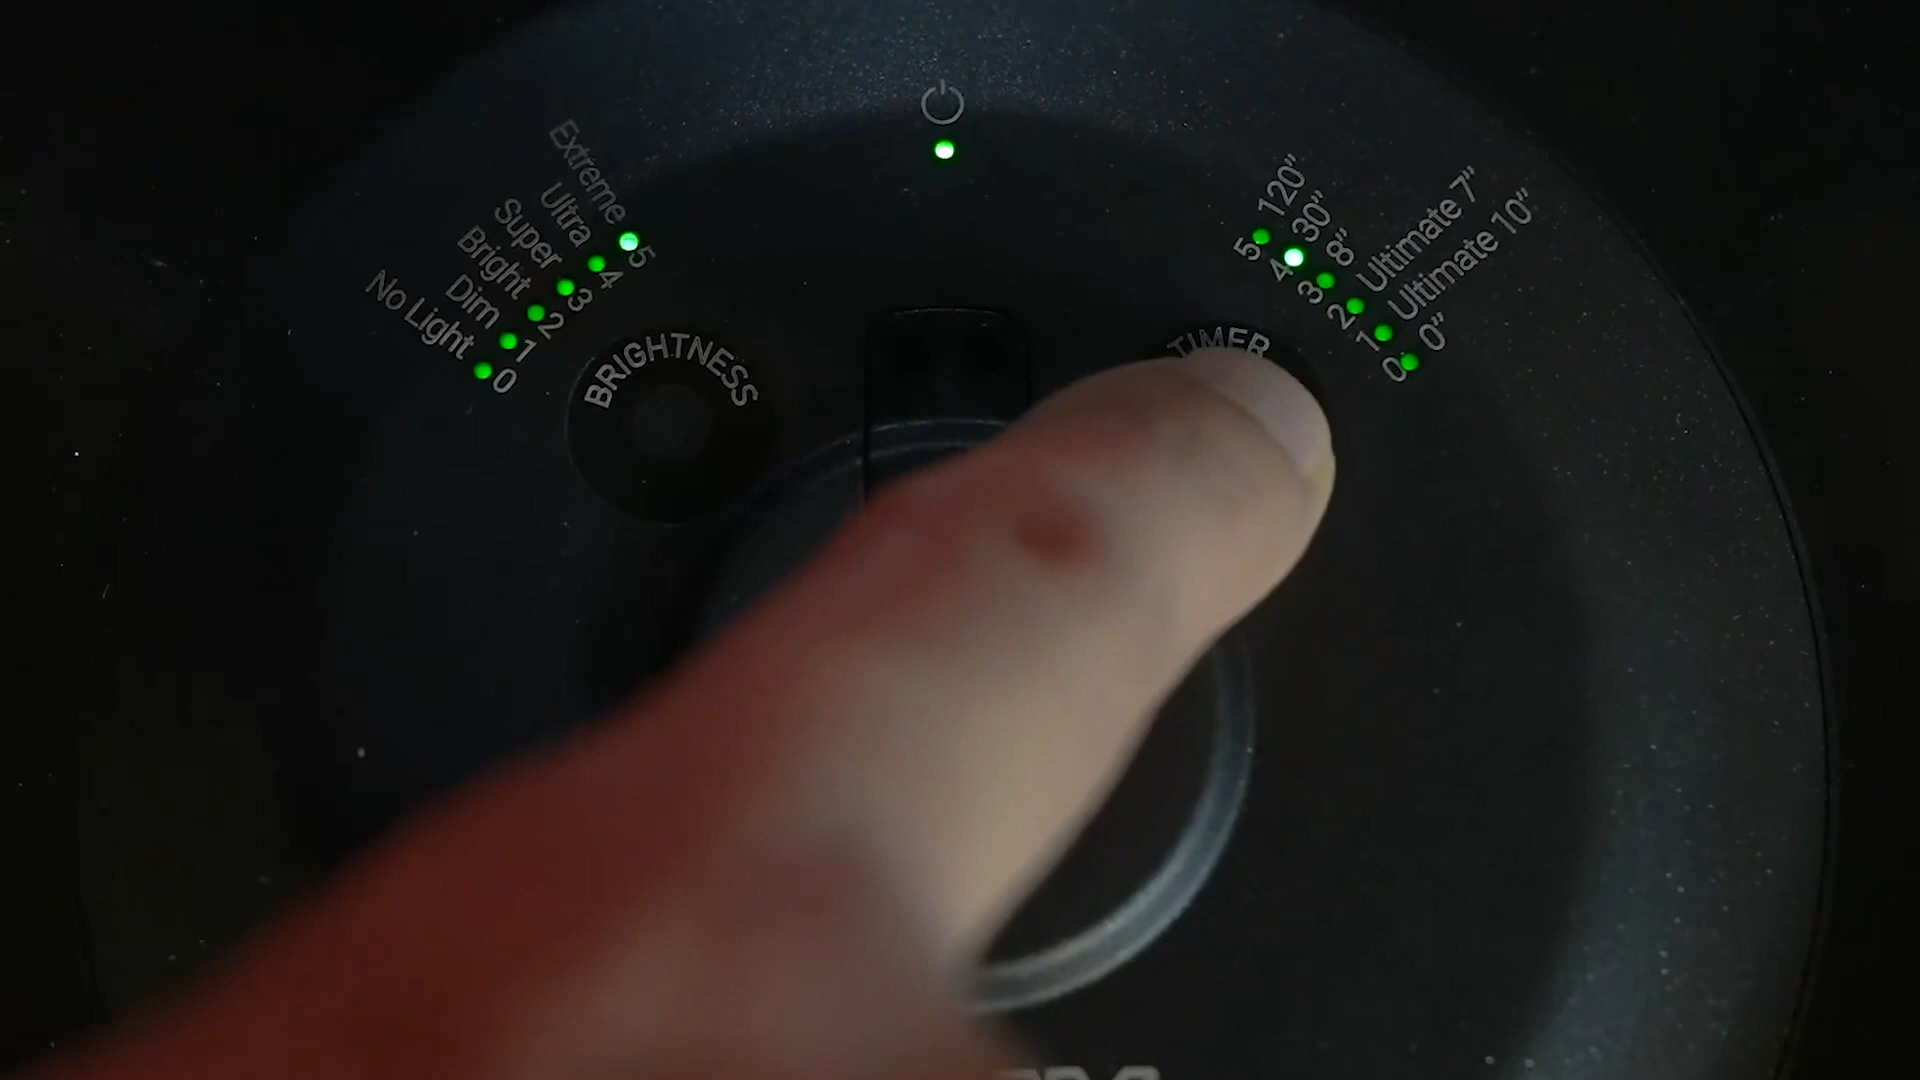 Extreme
Ultra
Super
Bright
Dim
No Light
5
4
3
2
1
0
BRIGHTNESS
120”
30”
8”
Ultimate 7”
Ultimate 10”
0”
5
4
3
2
1
0
TIMER